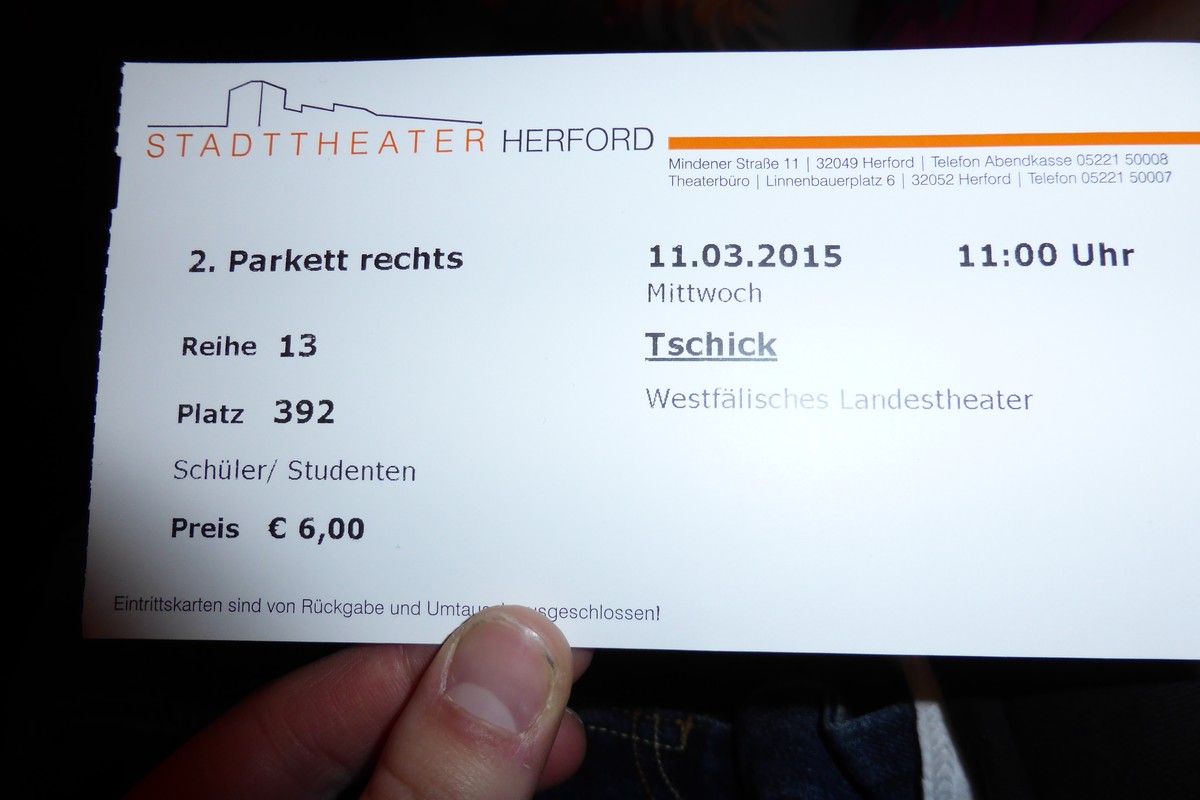 STADTTHEATER HERFORD
Mindener Straße 11 | 32049 Herford | Telefon Abendkasse 05221 50008
Theaterbüro | Linnenbauerplatz 6 | 32052 Herford | Telefon 05221 50007
2. Parkett rechts
11.03.2015 11:00 Uhr
Mittwoch
Reihe 13
Tschick
Westfälisches Landestheater
Platz 392
Schüler/ Studenten
Preis € 6,00
Eintrittskarten sind von Rückgabe und